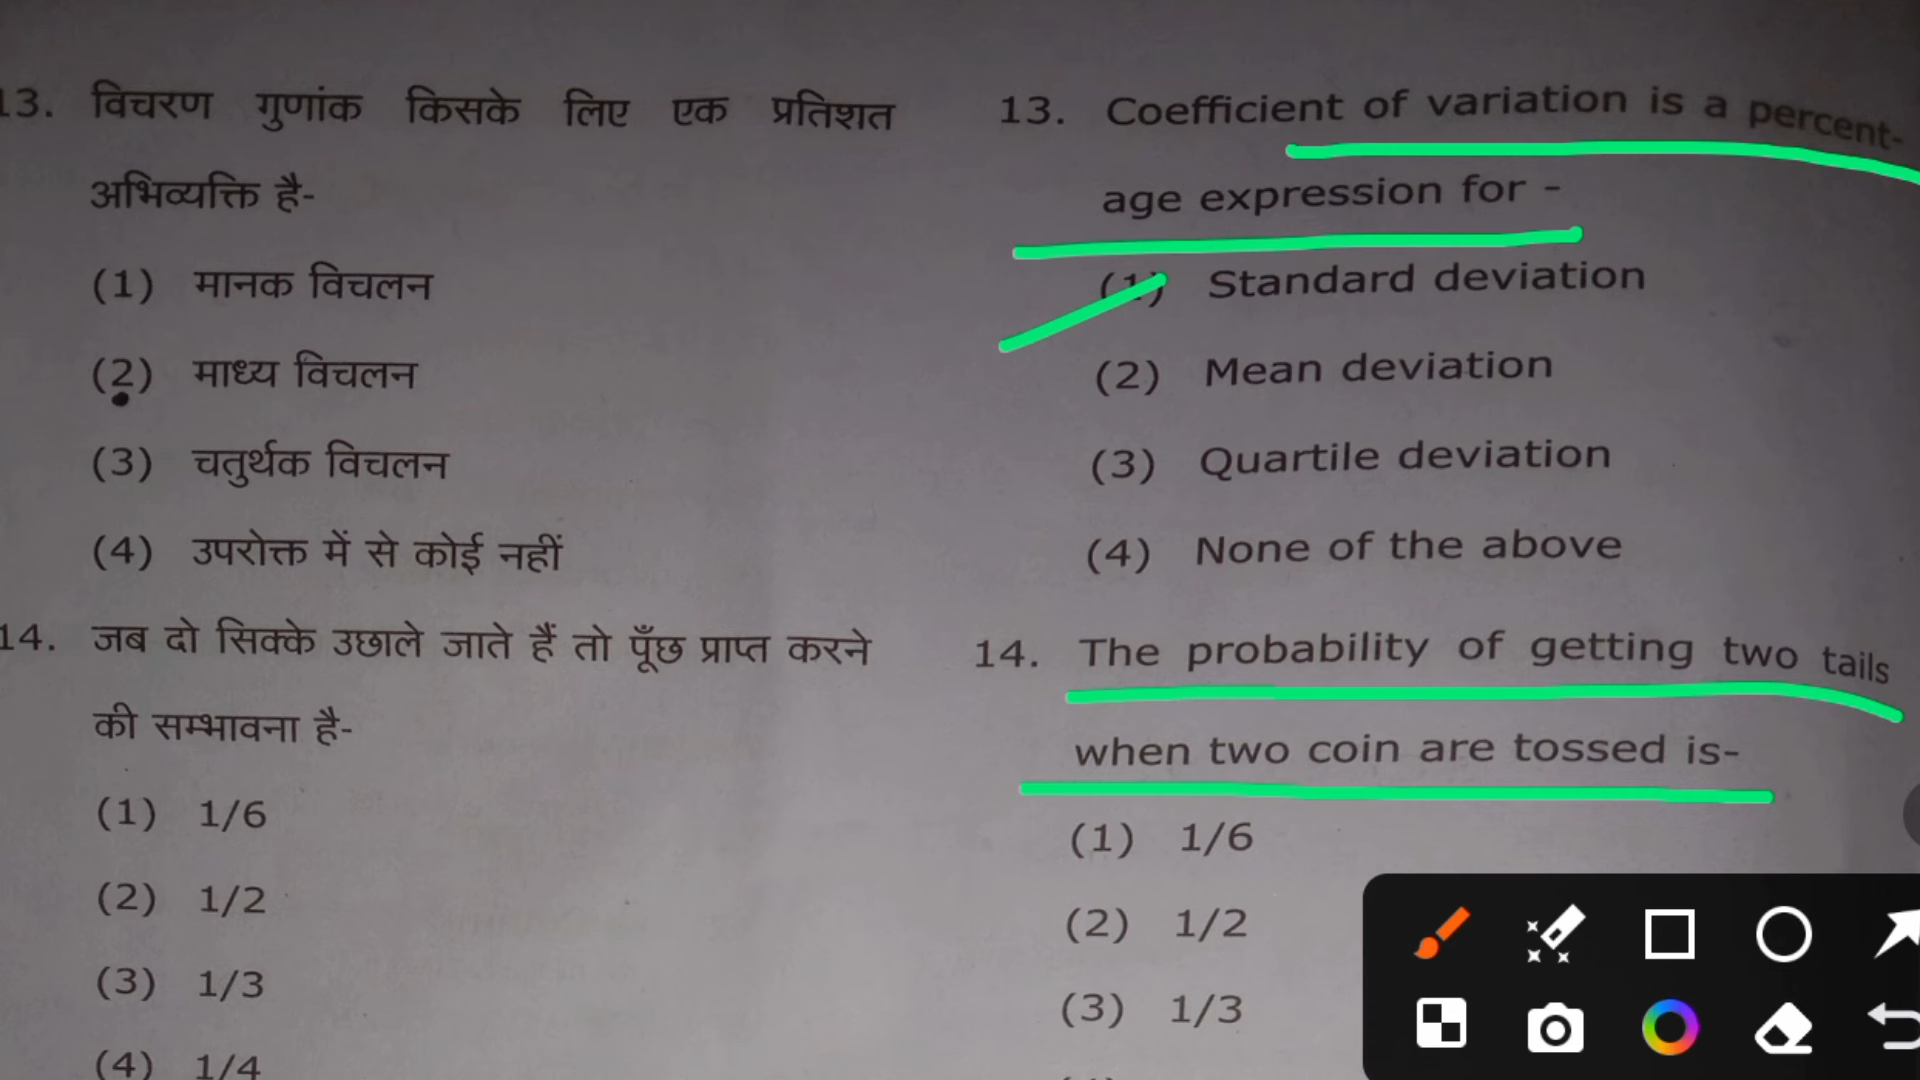 13. विचरण गुणांक किसके लिए एक प्रतिशत
अभिव्यक्ति है-
(1) मानक विचलन
(2) माध्य विचलन
(3) चतुर्थक विचलन
(4) उपरोक्त में से कोई नहीं
14. जब दो सिक्के उछाले जाते हैं तो पूँछ प्राप्त करने
की सम्भावना है-
(1) 1/6
(2) 1/2
(3) 1/3
(4) 1/4
13. Coefficient of variation is a percent-
age expression for -
(1) Standard deviation
(2) Mean deviation
(3) Quartile deviation
(4) None of the above
14. The probability of getting two tails
when two coin are tossed is-
(1) 1/6
(2) 1/2
(3) 1/3